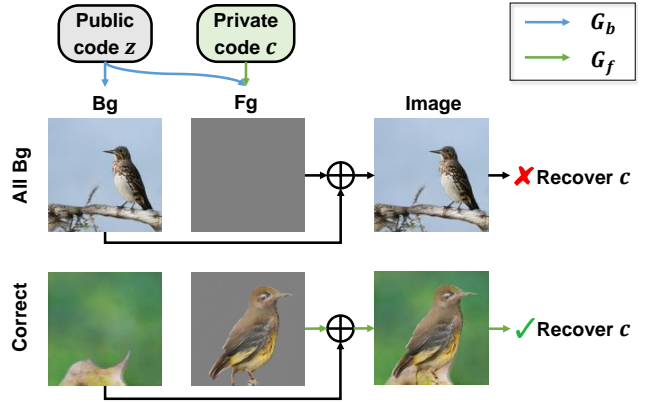 Public
code z
Private
code c
G_b
G_f
Bg
Fg
Image
All Bg
✘ Recover c
Correct
✓ Recover c